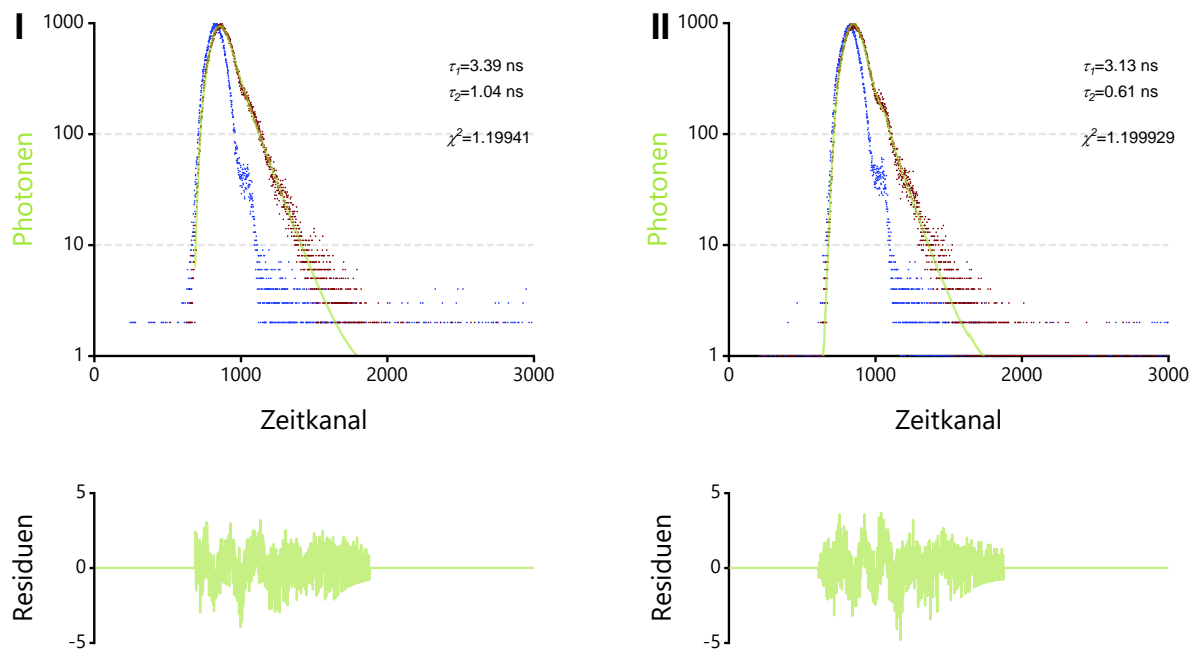 I
1000
100
10
1
Photonen
τ1=3.39 ns
τ2=1.04 ns
χ2=1.19941
0
1000
2000
3000
Zeitkanal
5
0
-5
Residuen
II
1000
100
10
1
Photonen
τ1=3.13 ns
τ2=0.61 ns
χ2=1.199929
0
1000
2000
3000
Zeitkanal
5
0
-5
Residuen